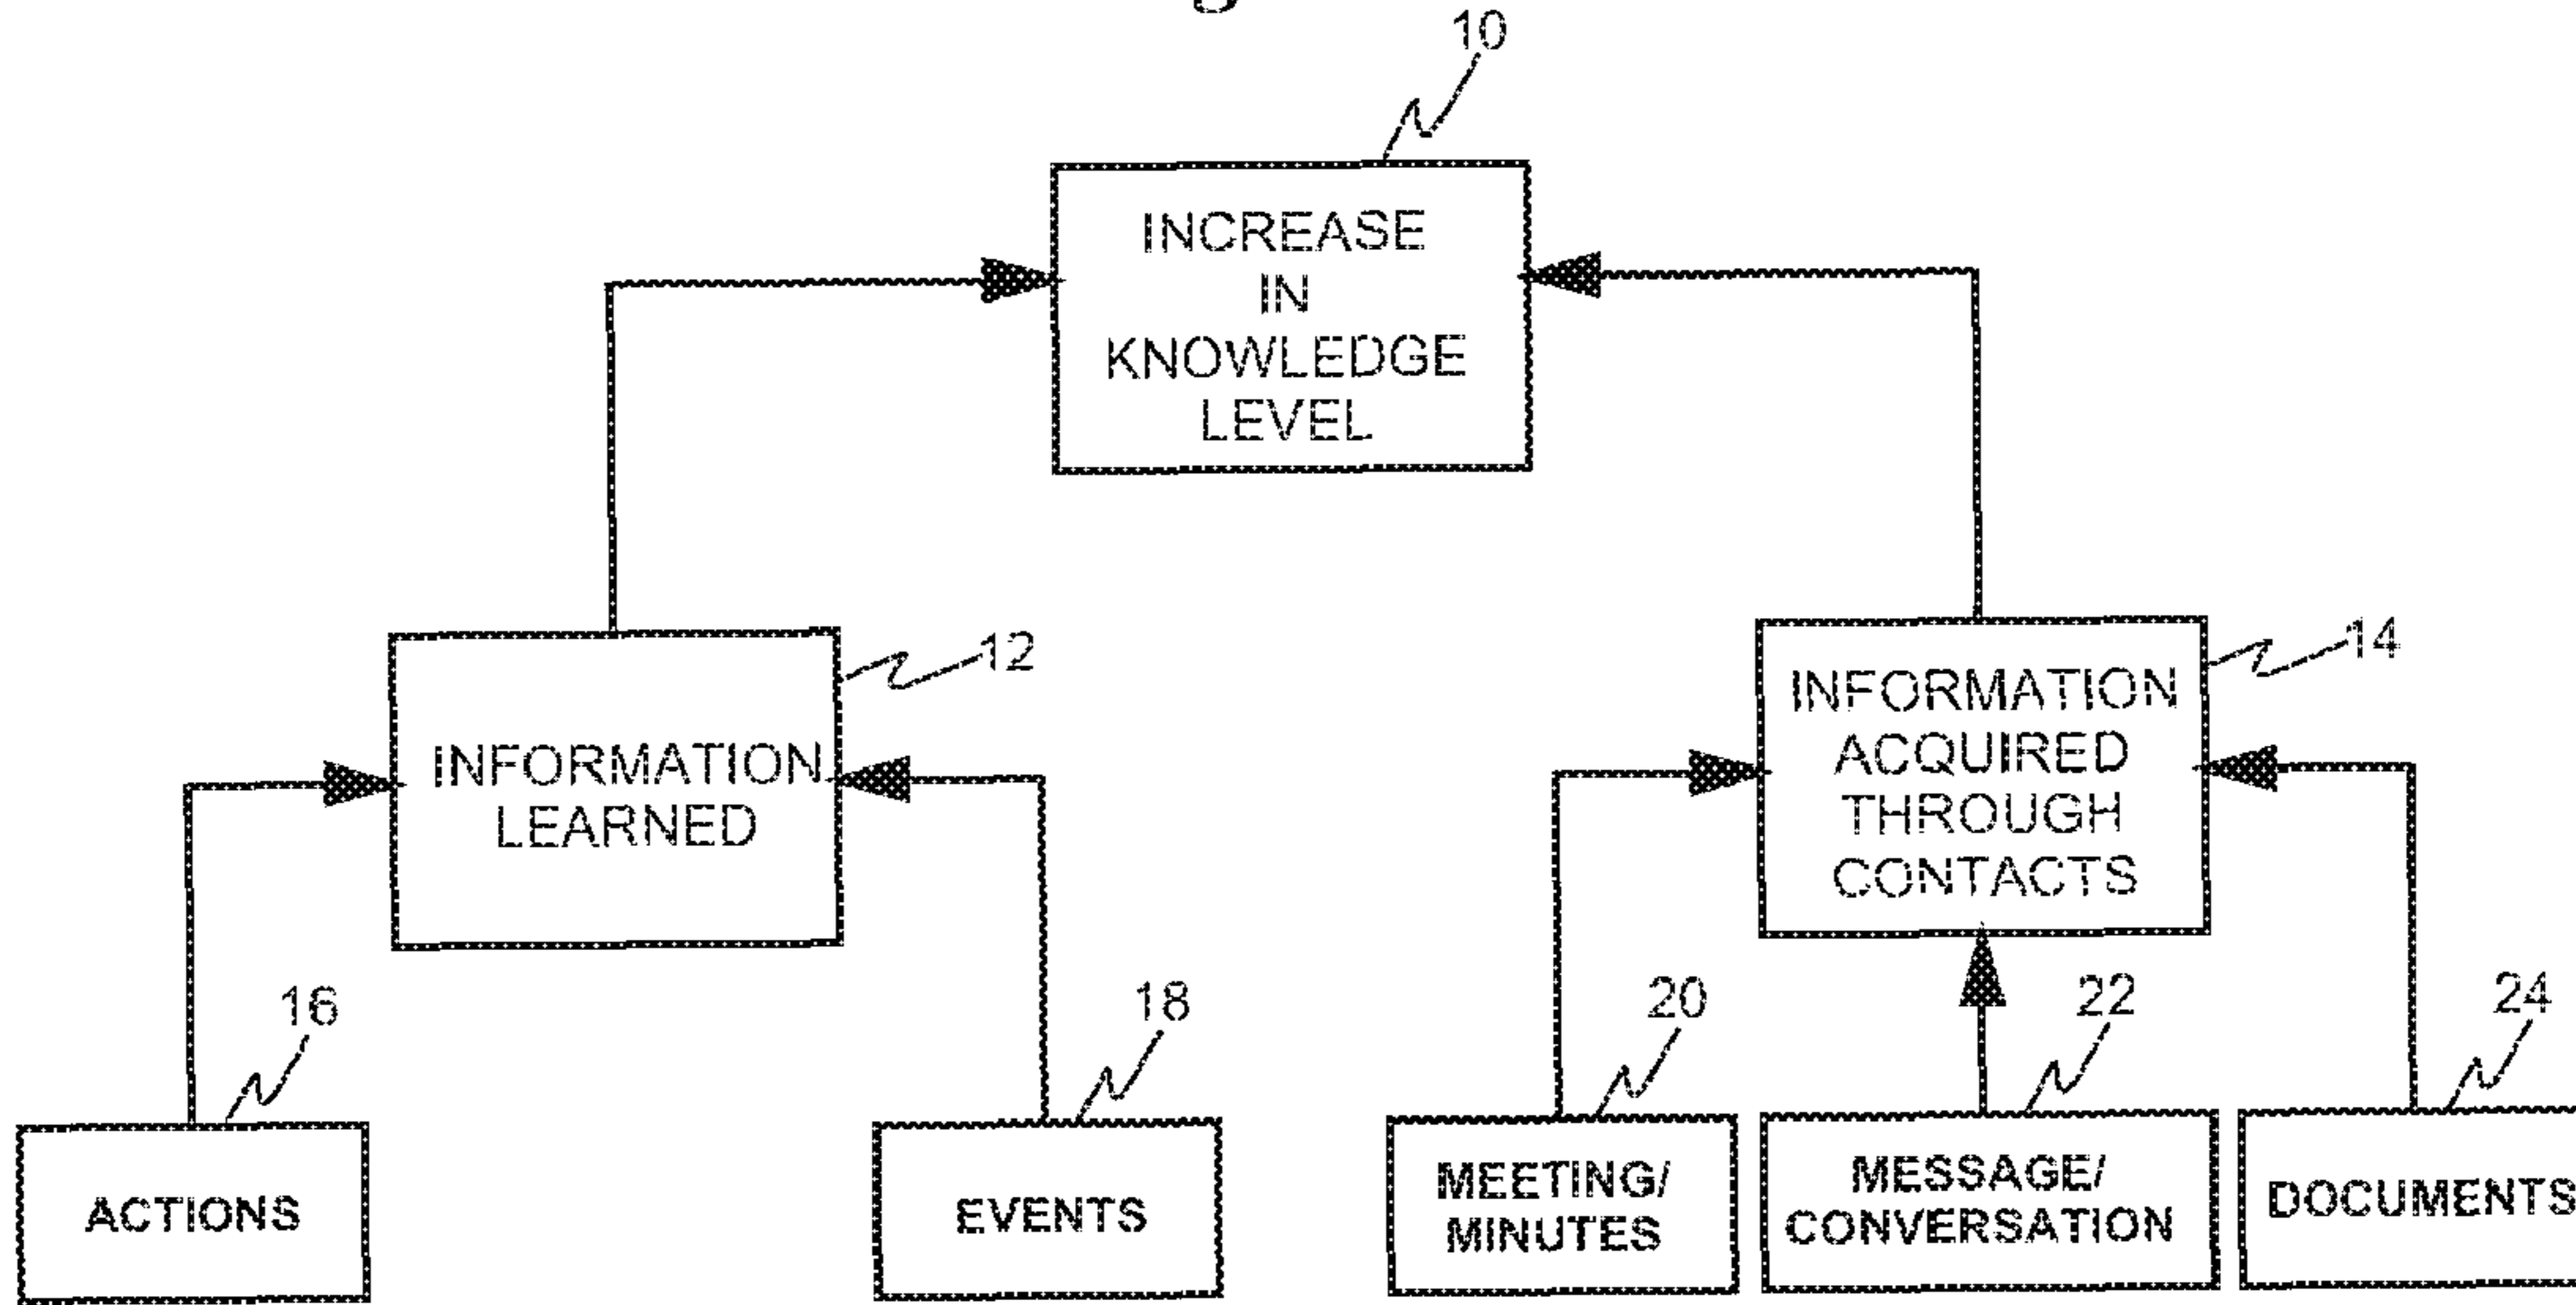 10
INCREASE
IN
KNOWLEDGE
LEVEL
12
INFORMATION
LEARNED
14
INFORMATION
ACQUIRED
THROUGH
CONTACTS
16
18
20
22
24
ACTIONS
EVENTS
MEETING/
MINUTES
MESSAGE/
CONVERSATION
DOCUMENTS